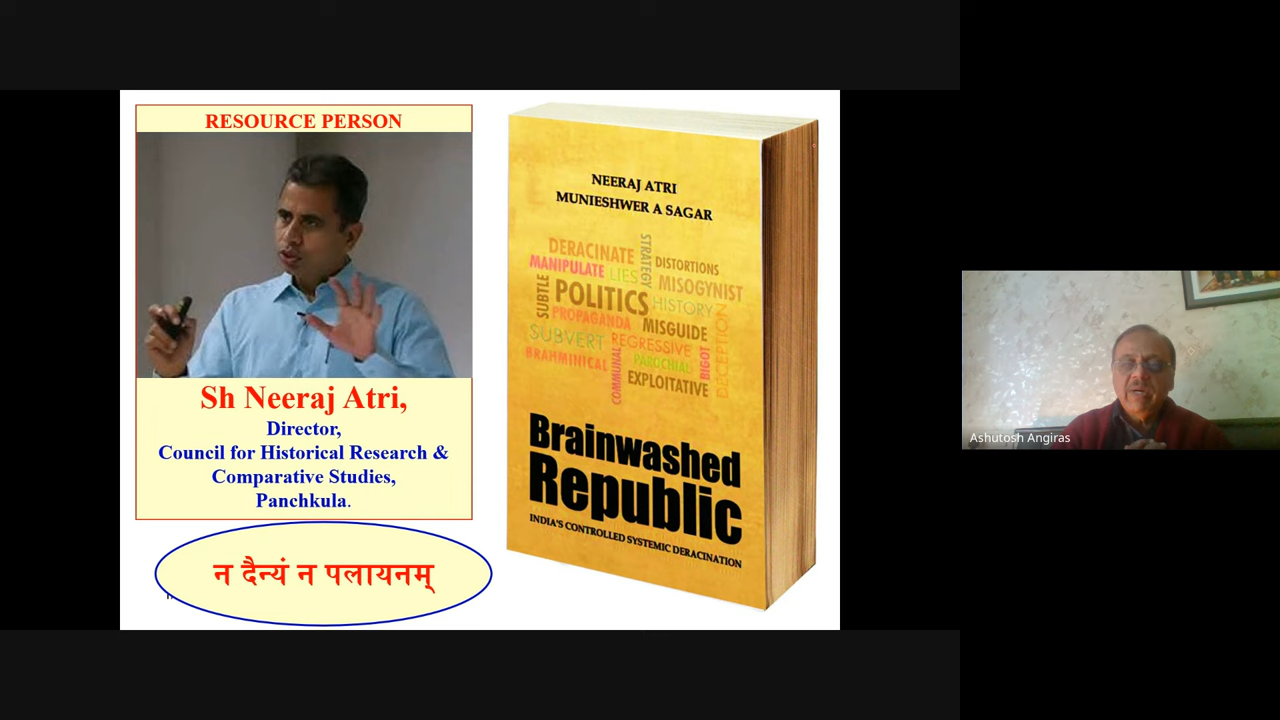 RESOURCE PERSON
Sh Neeraj Atri,
Director,
Council for Historical Research &
Comparative Studies,
Panchkula.
न दैन्यं न पलायनम्
NEERAJ ATRI
MUNIESHWER A SAGAR
DERACINATE
STRATEGY
DISTORTIONS
MANIPULATE
LIES
MISOGYNIST
SUBTLE
POLITICS
HISTORY
PROPAGANDA
MISGUIDE
DECEPTION
SUBVERT
REGRESSIVE
BRAHMINICAL
COMMUNAL
PAROCHIAL
BIGOT
EXPLOITATIVE
Brainwashed
Republic
INDIA'S CONTROLLED SYSTEMIC DERACINATION
Ashutosh Angiras